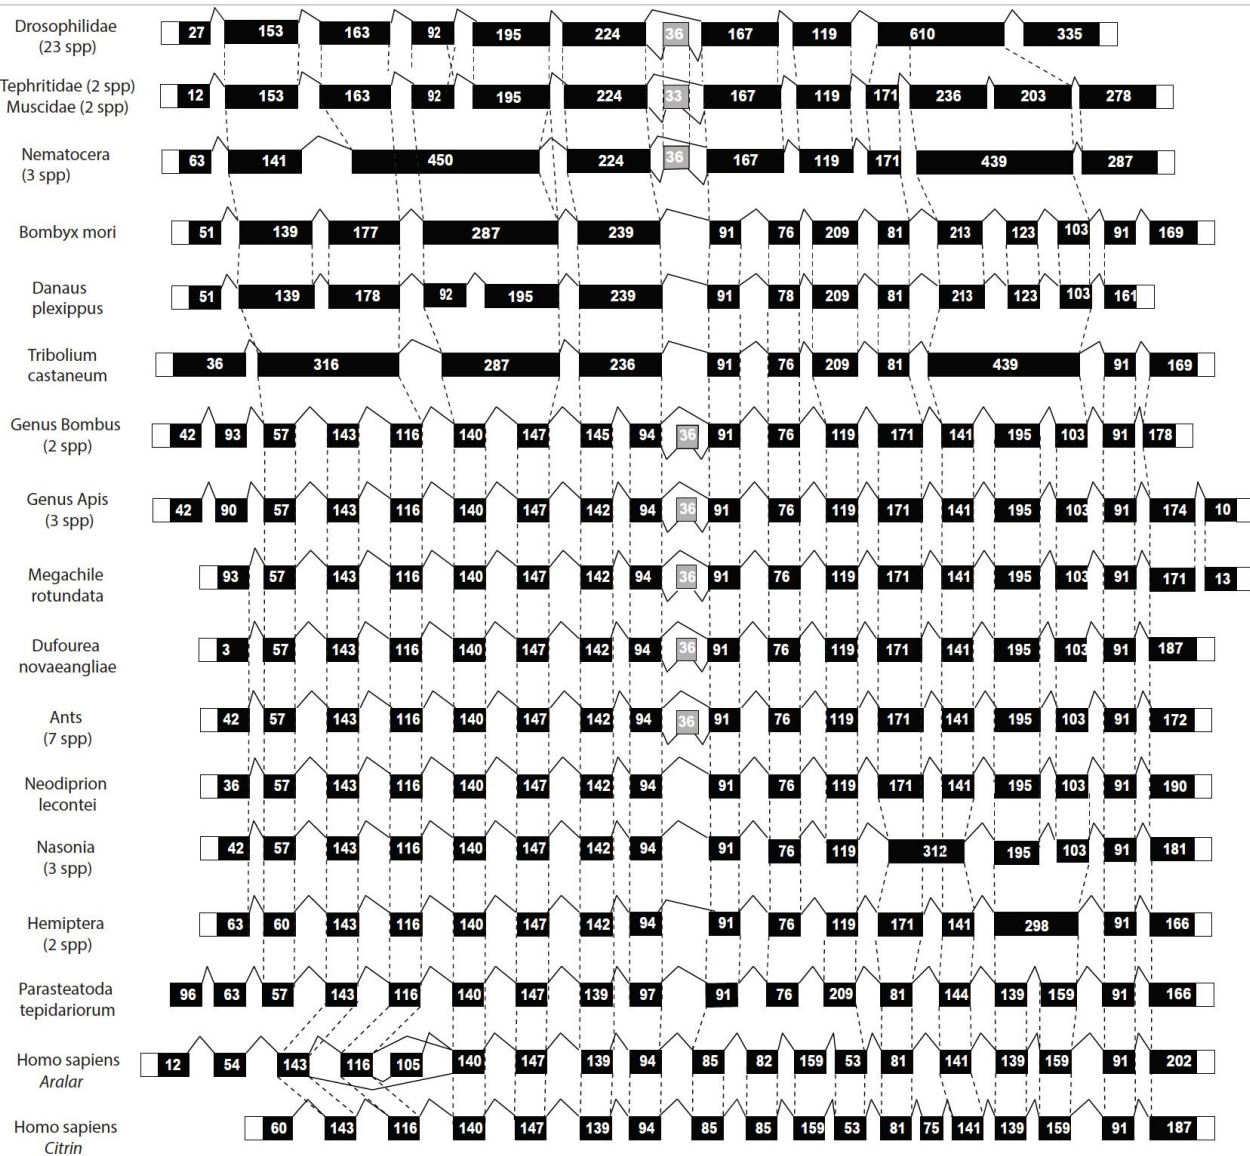 Drosophilidae
(23 spp)
27 153 163 92 195 224 36 167 119 610 335
Tephritidae (2 spp)
Muscidae (2 spp)
12 153 163 92 195 224 33 167 119 171 236 203 278
Nematocera
(3 spp)
63 141 450 224 36 167 119 171 439 287
Bombyx mori
51 139 177 287 239 91 76 209 81 213 123 103 91 169
Danaus
plexippus
51 139 178 92 195 239 91 78 209 81 213 123 103 161
Tribolium
castaneum
36 316 287 236 91 76 209 81 439 91 169
Genus Bombus
(2 spp)
42 93 57 143 116 140 147 145 94 36 91 76 119 171 141 195 103 91 178
Genus Apis
(3 spp)
42 90 57 143 116 140 147 142 94 36 91 76 119 171 141 195 103 91 174 10
Megachile
rotundata
93 57 143 116 140 147 142 94 36 91 76 119 171 141 195 103 91 171 13
Dufourea
novaeangliae
3 57 143 116 140 147 142 94 36 91 76 119 171 141 195 103 91 187
Ants
(7 spp)
42 57 143 116 140 147 142 94 36 91 76 119 171 141 195 103 91 172
Neodiprion
lecontei
36 57 143 116 140 147 142 94 91 76 119 171 141 195 103 91 190
Nasonia
(3 spp)
42 57 143 116 140 147 142 94 91 76 119 312 195 103 91 181
Hemiptera
(2 spp)
63 60 143 116 140 147 142 94 91 76 119 171 141 298 91 166
Parasteatoda
tepidariorum
96 63 57 143 116 140 147 139 97 91 76 209 81 144 139 159 91 166
Homo sapiens
Aralar
12 54 143 116 105 140 147 139 94 85 82 159 53 81 141 139 159 91 202
Homo sapiens
Citrin
60 143 116 140 147 139 94 85 85 159 53 81 75 141 139 159 91 187